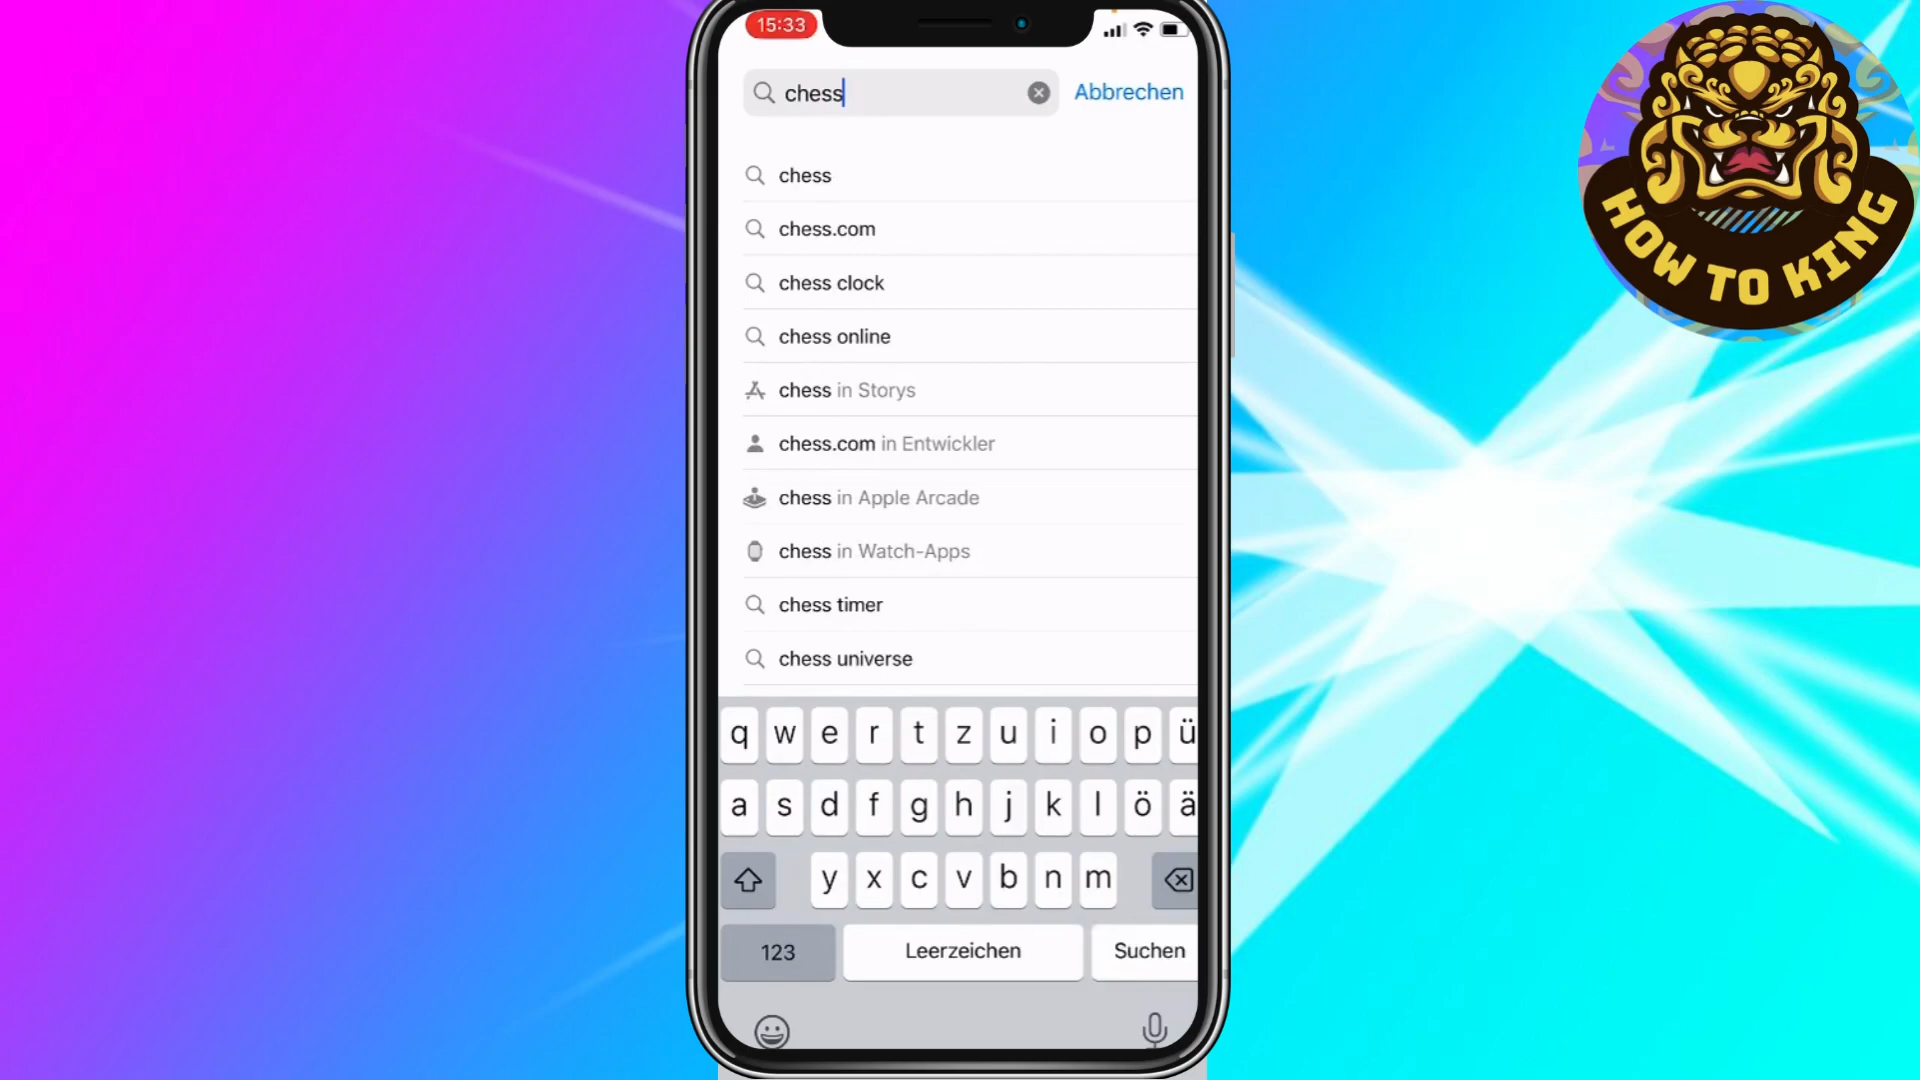 15:33
chess
Abbrechen
chess
chess.com
chess clock
chess online
chess in Storys
chess.com in Entwickler
chess in Apple Arcade
chess in Watch-Apps
chess timer
chess universe
q w e r t z u i o p ü
a s d f g h j k l ö ä
y x c v b n m
123 Leerzeichen Suchen
HOW TO KING